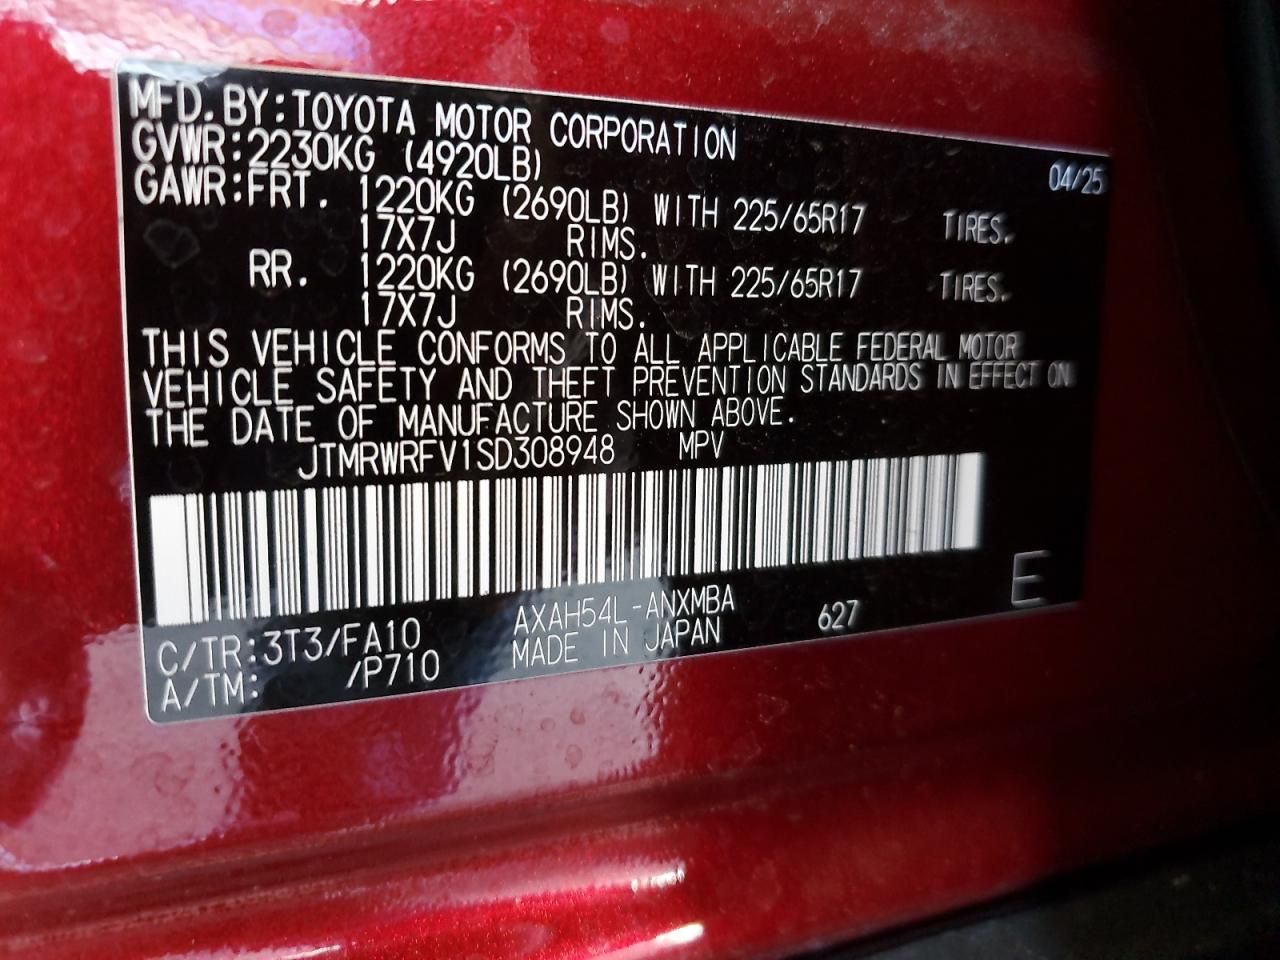 MFD. BY: TOYOTA MOTOR CORPORATION 04/25
GVWR: 2230KG (4920LB)
GAWR: FRT. 1220KG (2690LB) WITH 225/65R17 TIRES.
17X7J RIMS.
RR. 1220KG (2690LB) WITH 225/65R17 TIRES.
17X7J RIMS.
THIS VEHICLE CONFORMS TO ALL APPLICABLE FEDERAL MOTOR
VEHICLE SAFETY AND THEFT PREVENTION STANDARDS IN EFFECT ON
THE DATE OF MANUFACTURE SHOWN ABOVE.
JTMRWRFV1SD308948 MPV
C/TR: 3T3/FA10 AXAH54L-ANXMBA 627 E
A/TM: /P710 MADE IN JAPAN